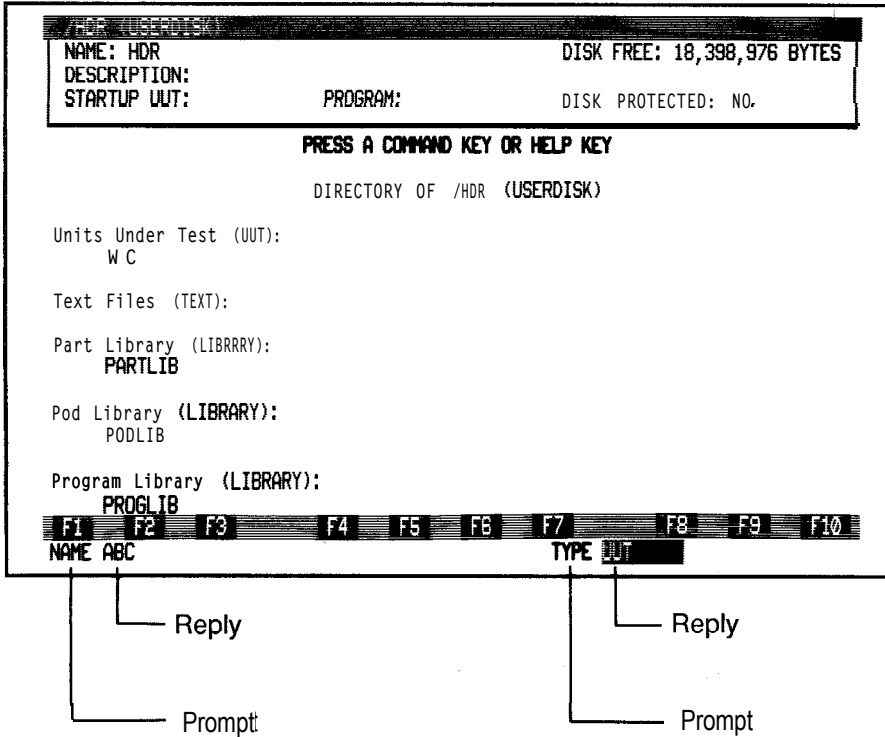 /HDR (USERDISK)
NAME: HDR DISK FREE: 18,398,976 BYTES
DESCRIPTION:
STARTUP UUT: PROGRAM: DISK PROTECTED: NO.
PRESS A COMMAND KEY OR HELP KEY
DIRECTORY OF /HDR (USERDISK)
Units Under Test (UUT):
W C
Text Files (TEXT):
Part Library (LIBRRRY):
PARTLIB
Pod Library (LIBRARY):
PODLIB
Program Library (LIBRARY):
PROGLIB
F1 F2 F3 F4 F5 F6 F7 F8 F9 F10
NAME ABC TYPE UUT
Reply Reply
Promptt Prompt